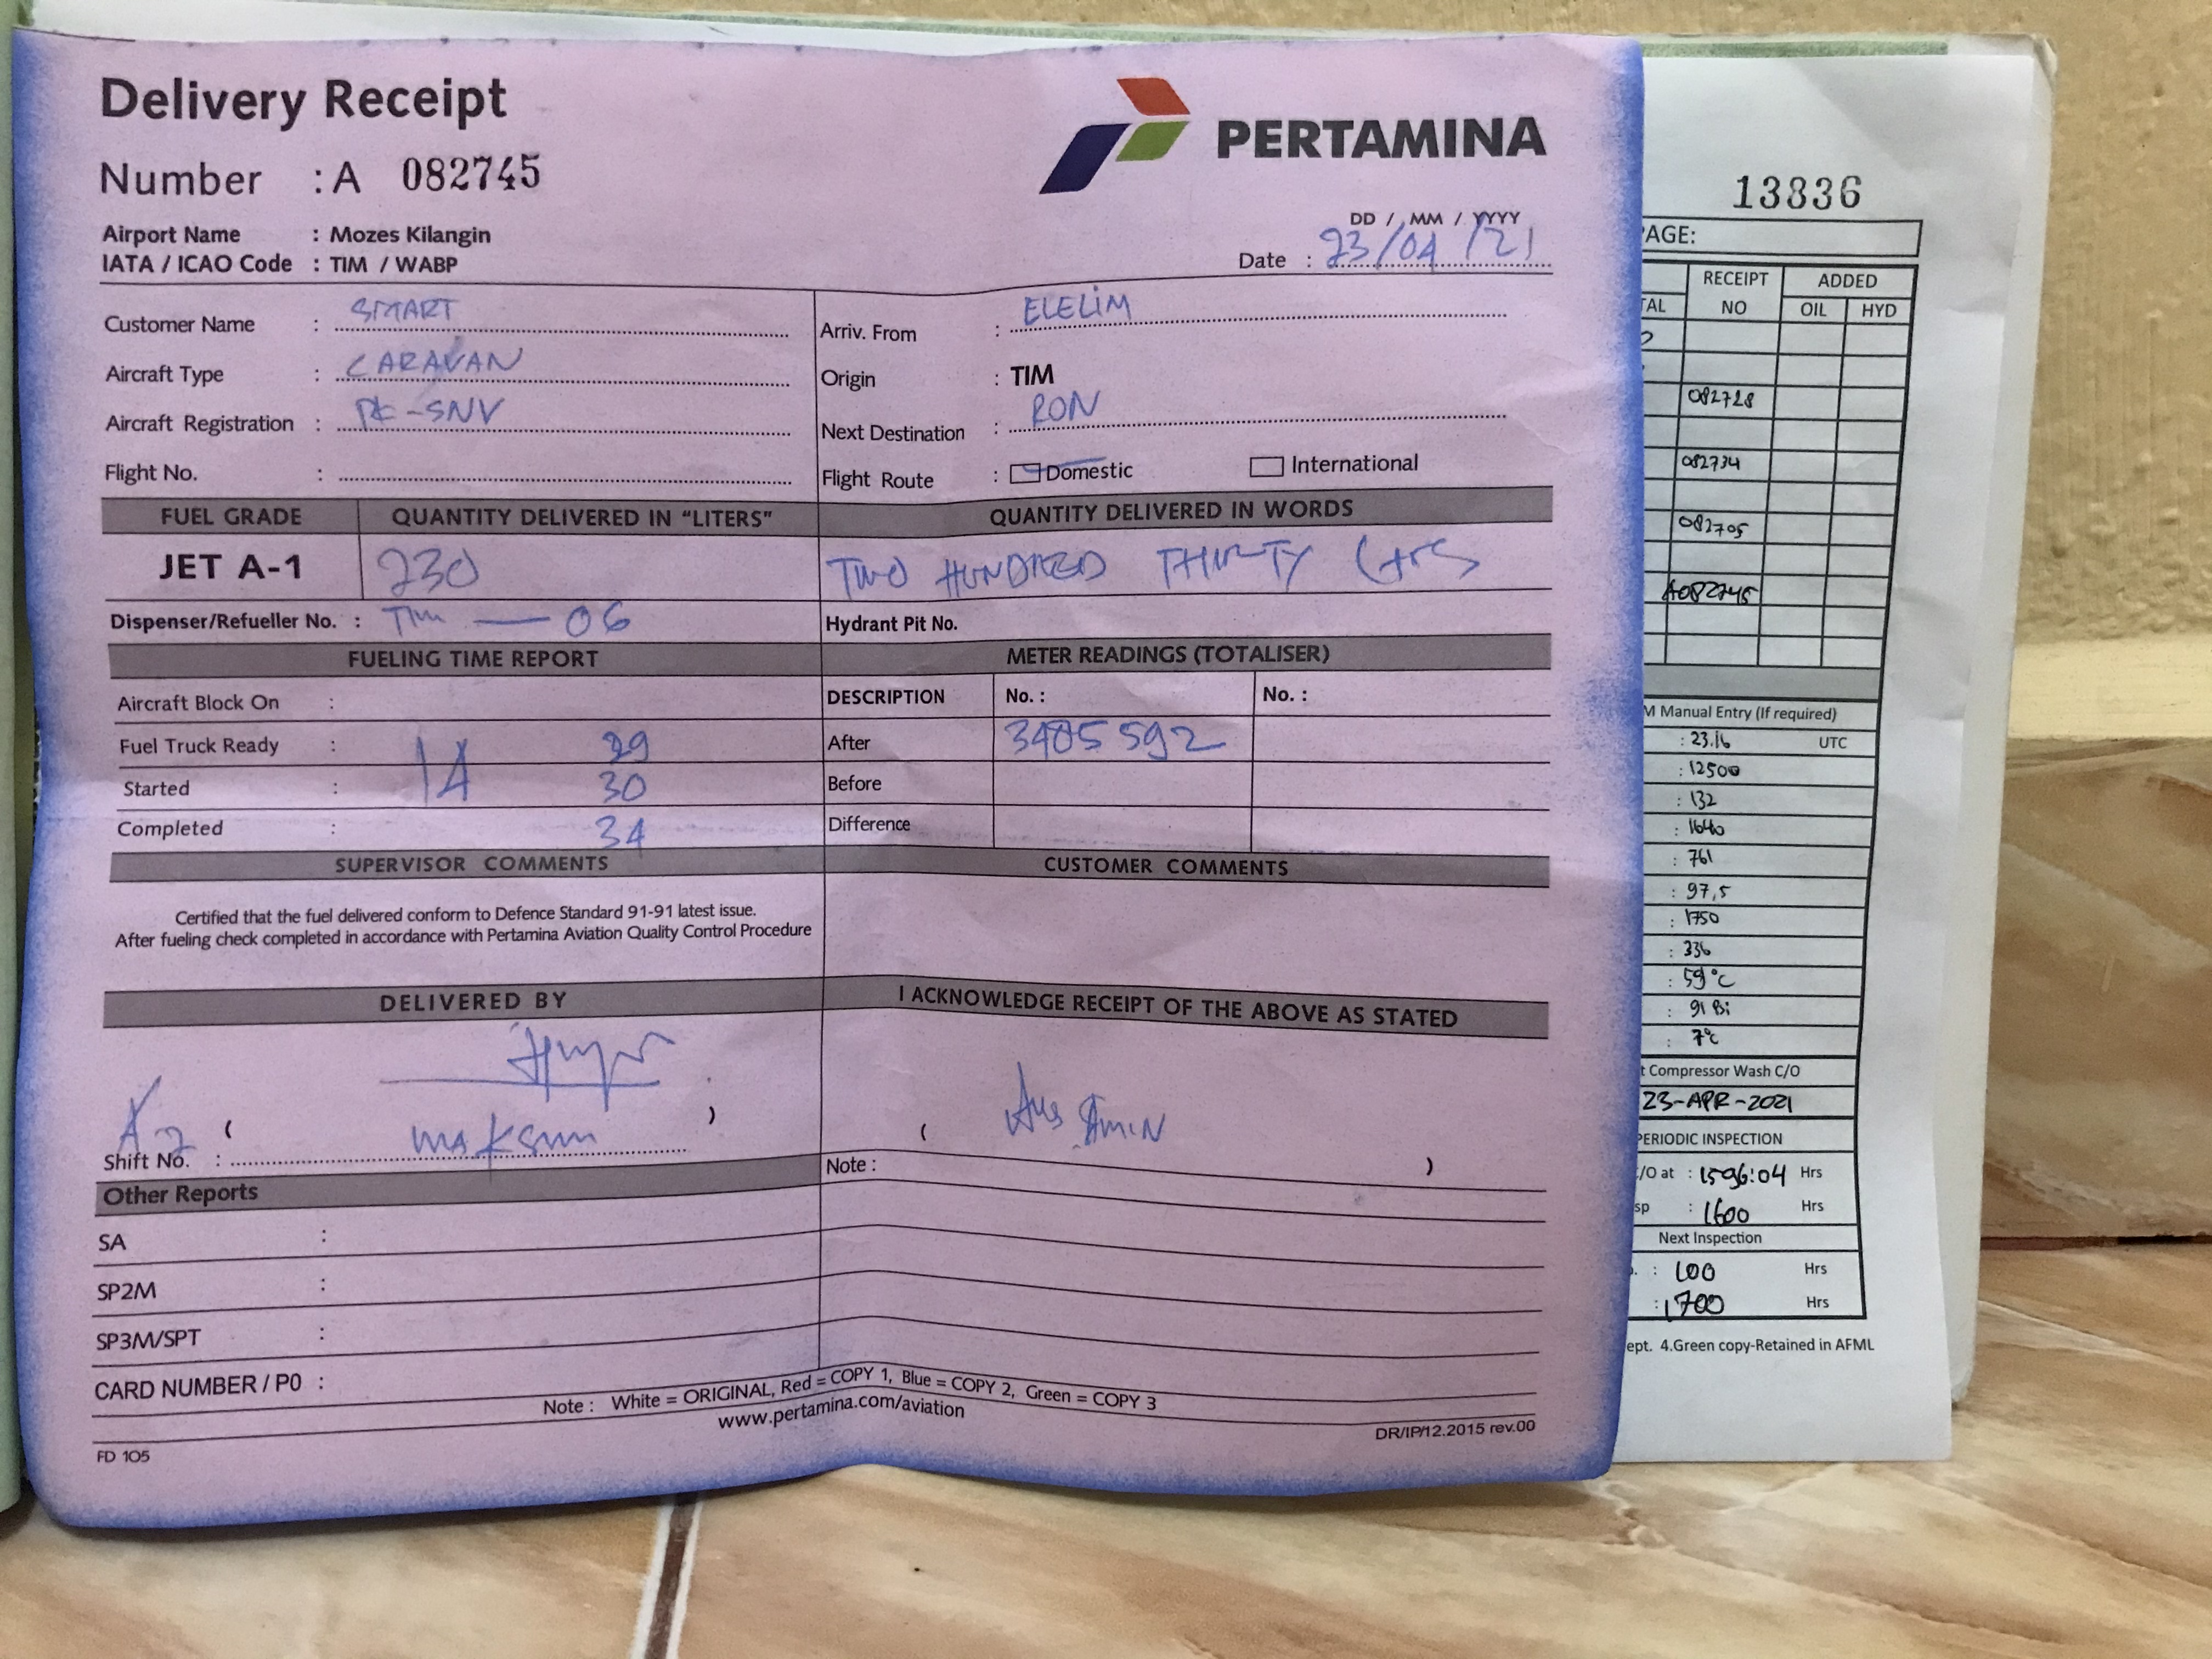 Delivery Receipt
PERTAMINA
Number : A 082745
Airport Name : Mozes Kilangin
IATA / ICAO Code : TIM / WABP
DD / MM / YYYY
Date : 23/04/21
Customer Name : SMART
Aircraft Type : CARAVAN
Aircraft Registration : PK-SNV
Flight No. :
Arriv. From : ELELIM
Origin : TIM
Next Destination : RON
Flight Route : Domestic International
FUEL GRADE QUANTITY DELIVERED IN "LITERS" QUANTITY DELIVERED IN WORDS
JET A-1 230 TWO HUNDRED THIRTY Ltrs
Dispenser/Refueller No. : TIM — 06 Hydrant Pit No.
FUELING TIME REPORT METER READINGS (TOTALISER)
Aircraft Block On : DESCRIPTION No. : No. :
Fuel Truck Ready : 14 29 After 3405592
Started : 30 Before
Completed : 34 Difference
SUPERVISOR COMMENTS CUSTOMER COMMENTS
Certified that the fuel delivered conform to Defence Standard 91-91 latest issue.
After fueling check completed in accordance with Pertamina Aviation Quality Control Procedure
DELIVERED BY I ACKNOWLEDGE RECEIPT OF THE ABOVE AS STATED
( maksum )
Shift No. :
Note :
Other Reports
SA :
SP2M :
SP3M/SPT :
CARD NUMBER / P0 :
Note : White = ORIGINAL, Red = COPY 1, Blue = COPY 2, Green = COPY 3
www.pertamina.com/aviation
FD 105
DR/IP/12.2015 rev.00
13836
AGE:
RECEIPT NO ADDED
TAL OIL HYD
082728
082734
082705
A082745
M Manual Entry (If required)
: 23.16 UTC
: 12500
: 132
: 1640
: 761
: 97,5
: 1750
: 336
: 59°C
: 91 Bi
: 7°C
t Compressor Wash C/O
23-APR-2021
PERIODIC INSPECTION
/O at : 1596:04 Hrs
sp : 1600 Hrs
Next Inspection
. : 100 Hrs
: 1700 Hrs
ept. 4.Green copy-Retained in AFML